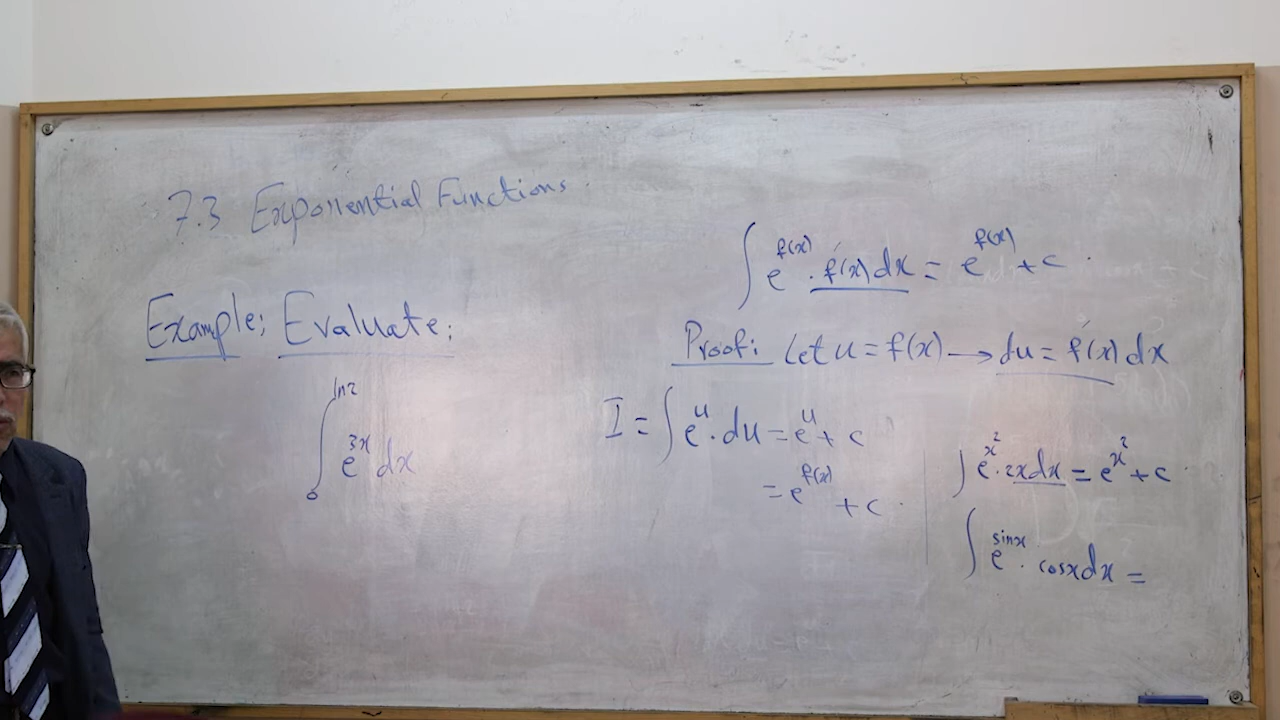 7.3 Exponential Functions
Example; Evaluate:
∫₀^{ln2} e^{3x} dx
∫ e^{f(x)} . f'(x) dx = e^{f(x)} + c .
Proof: Let u = f(x) → du = f'(x) dx
I = ∫ e^u . du = e^u + c
= e^{f(x)} + c .
∫ e^{x²} . 2x dx = e^{x²} + c .
∫ e^{sinx} . cosx dx =